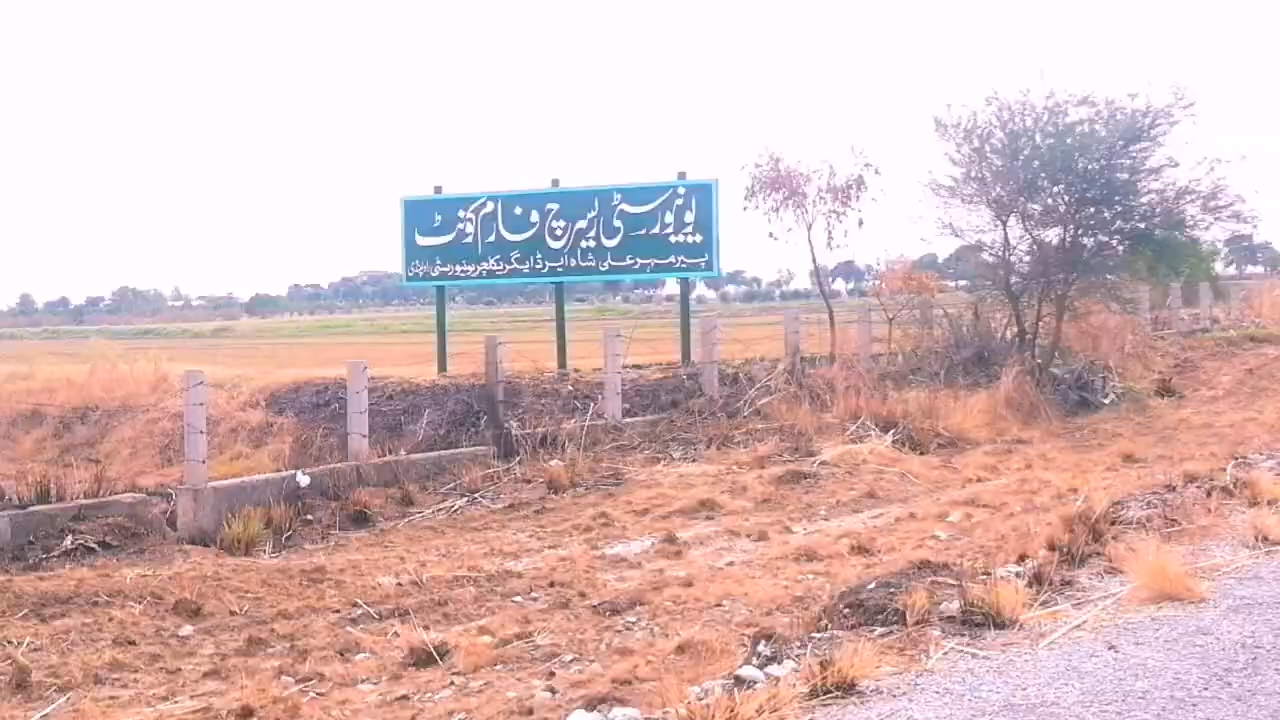 یونیورسٹی ریسرچ فارم کونٹ
پیر مہر علی شاہ ایرڈ ایگریکلچر یونیورسٹی راولپنڈی